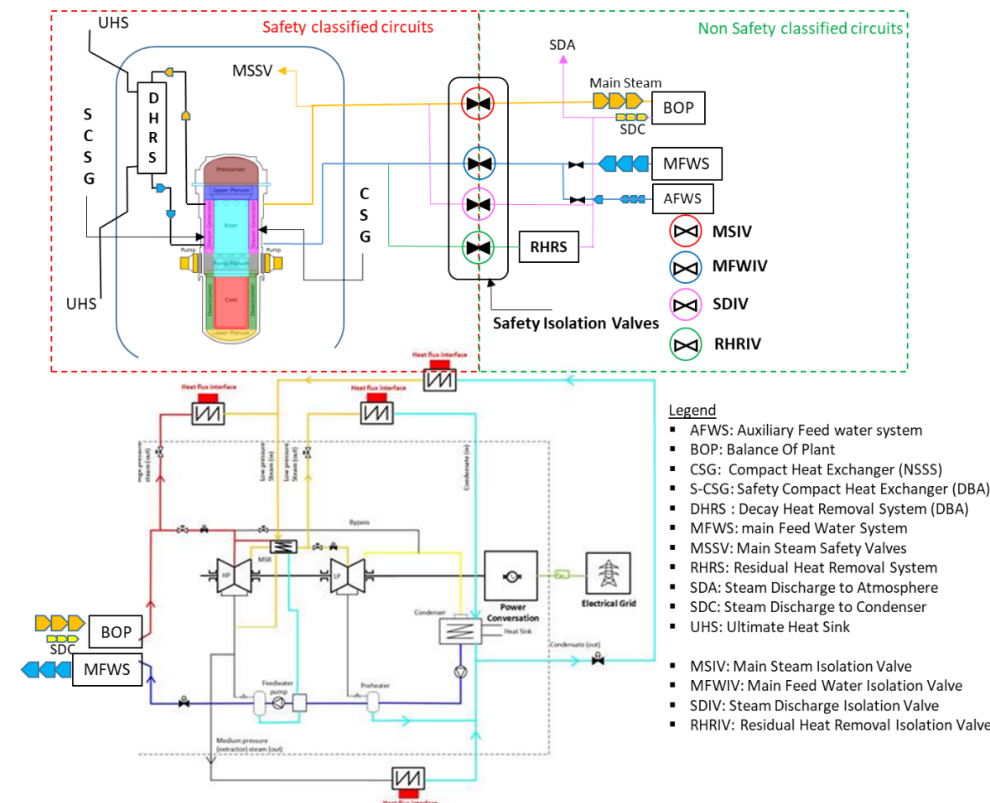 UHS
Safety classified circuits
Non Safety classified circuits
SDA
MSSV
Main Steam
BOP
SDC
D
H
R
S
S
C
S
G
Pressuriser
Upper Plenum
Riser
C
S
G
MFWS
AFWS
Pump
Pump
Pump Plenum
Core
Lower Plenum
RHRS
MSIV
MFWIV
SDIV
RHRIV
UHS
Safety Isolation Valves
Heat flux interface
Heat flux interface
Heat flux interface
steam (out)
Low pressure
Steam (in)
Low pressure
steam (out)
Condensate (in)
Bypass
MSR
HP
LP
Power
Conversation
Electrical Grid
Condenser
Heat Sink
Condensate (out)
BOP
SDC
MFWS
Feedwater
pump
Preheater
Medium pressure
(extractor) steam (out)
Heat flux interface
Legend
▪ AFWS: Auxiliary Feed water system
▪ BOP: Balance Of Plant
▪ CSG: Compact Heat Exchanger (NSSS)
▪ S-CSG: Safety Compact Heat Exchanger (DBA)
▪ DHRS : Decay Heat Removal System (DBA)
▪ MFWS: main Feed Water System
▪ MSSV: Main Steam Safety Valves
▪ RHRS: Residual Heat Removal System
▪ SDA: Steam Discharge to Atmosphere
▪ SDC: Steam Discharge to Condenser
▪ UHS: Ultimate Heat Sink
▪ MSIV: Main Steam Isolation Valve
▪ MFWIV: Main Feed Water Isolation Valve
▪ SDIV: Steam Discharge Isolation Valve
▪ RHRIV: Residual Heat Removal Isolation Valve